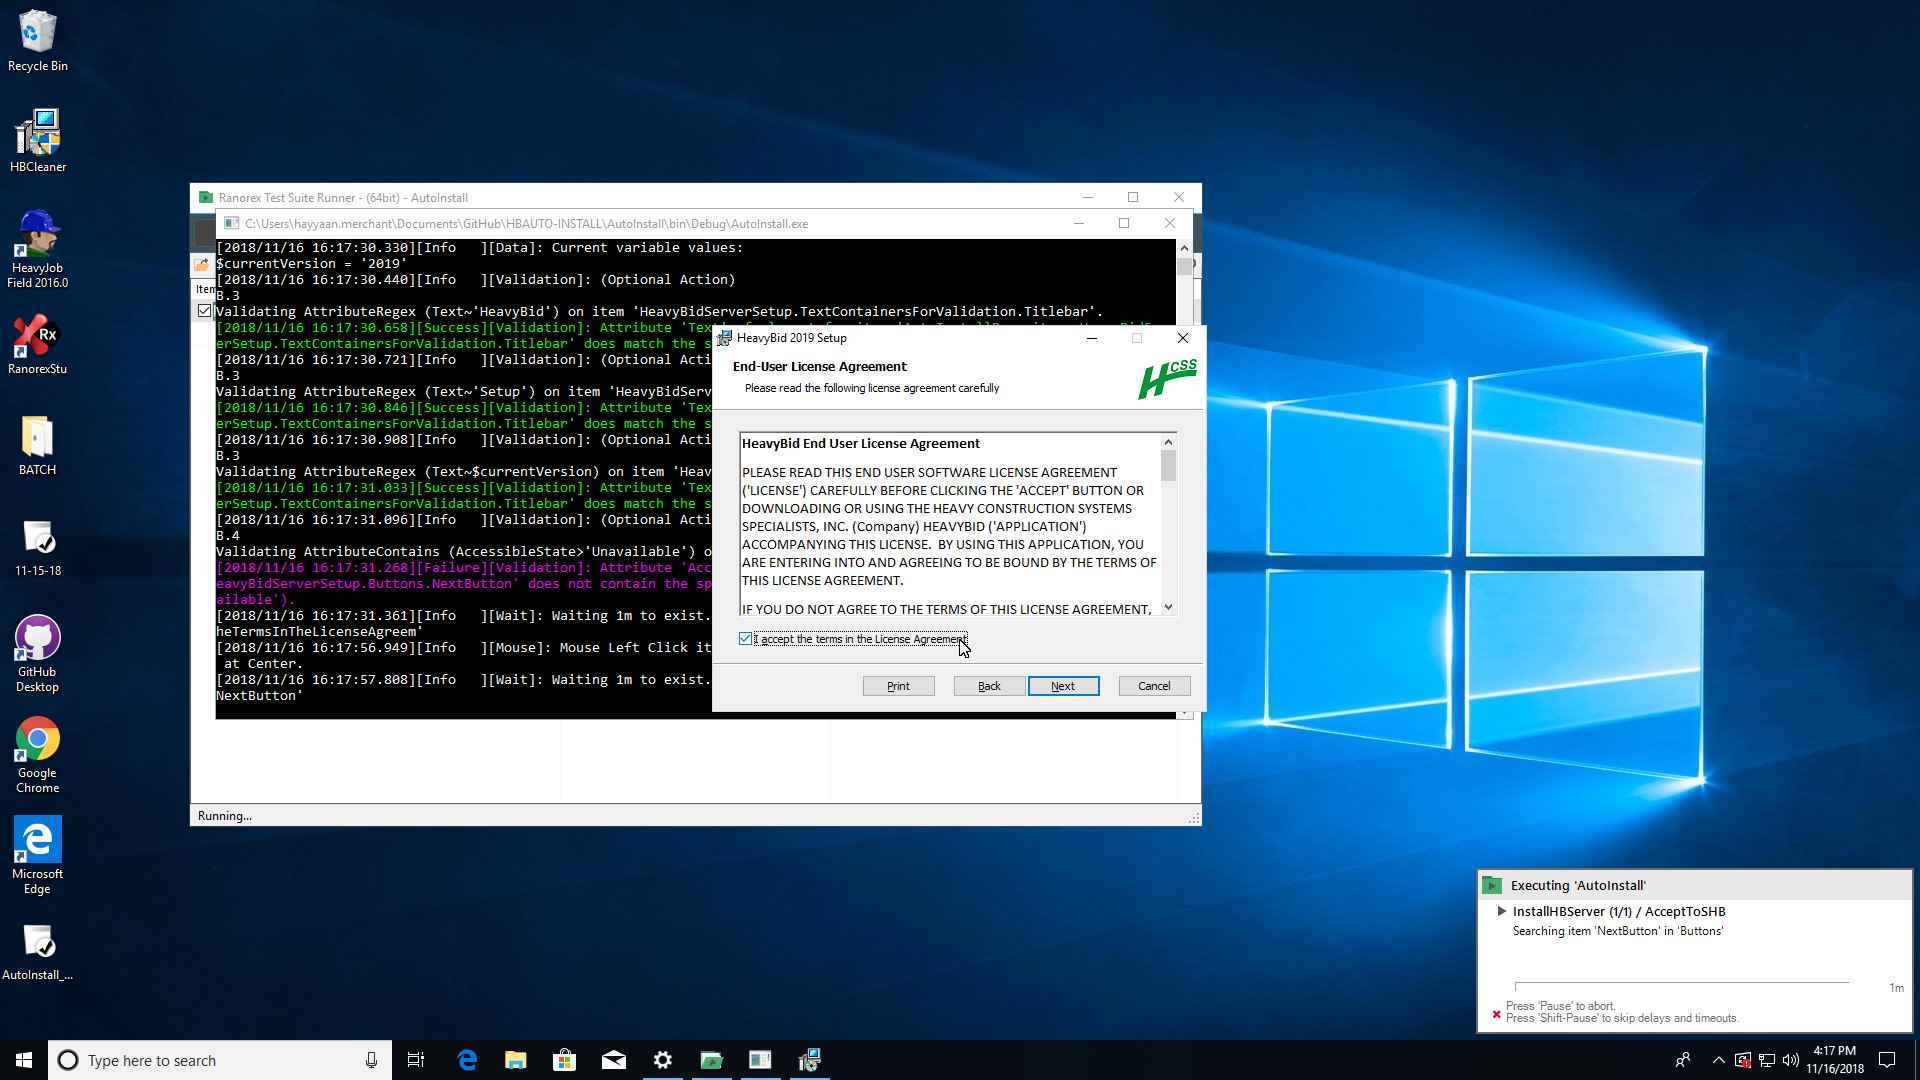 Recycle Bin
HBCleaner
HeavyJob
Field 2016.0
Rx
RanorexStu
BATCH
11-15-18
GitHub
Desktop
Google
Chrome
Microsoft
Edge
AutoInstall_...
Ranorex Test Suite Runner - (64bit) - AutoInstall
C:\Users\hayyaan.merchant\Documents\GitHub\HBAUTO-INSTALL\AutoInstall\bin\Debug\AutoInstall.exe
Item
[2018/11/16 16:17:30.330][Info   ][Data]: Current variable values:
$currentVersion = '2019'
[2018/11/16 16:17:30.440][Info   ][Validation]: (Optional Action)
B.3
Validating AttributeRegex (Text~'HeavyBid') on item 'HeavyBidServerSetup.TextContainersForValidation.Titlebar'.
[2018/11/16 16:17:30.658][Success][Validation]: Attribute 'Tex
erSetup.TextContainersForValidation.Titlebar' does match the s
[2018/11/16 16:17:30.721][Info   ][Validation]: (Optional Acti
B.3
Validating AttributeRegex (Text~'Setup') on item 'HeavyBidServ
[2018/11/16 16:17:30.846][Success][Validation]: Attribute 'Tex
erSetup.TextContainersForValidation.Titlebar' does match the s
[2018/11/16 16:17:30.908][Info   ][Validation]: (Optional Acti
B.3
Validating AttributeRegex (Text~$currentVersion) on item 'Heav
[2018/11/16 16:17:31.033][Success][Validation]: Attribute 'Tex
erSetup.TextContainersForValidation.Titlebar' does match the s
[2018/11/16 16:17:31.096][Info   ][Validation]: (Optional Acti
B.4
Validating AttributeContains (AccessibleState>'Unavailable') o
[2018/11/16 16:17:31.268][Failure][Validation]: Attribute 'Acc
eavyBidServerSetup.Buttons.NextButton' does not contain the sp
ailable').
[2018/11/16 16:17:31.361][Info   ][Wait]: Waiting 1m to exist.
heTermsInTheLicenseAgreem'
[2018/11/16 16:17:56.949][Info   ][Mouse]: Mouse Left Click it
at Center.
[2018/11/16 16:17:57.808][Info   ][Wait]: Waiting 1m to exist.
NextButton'
Running...
HeavyBid 2019 Setup
End-User License Agreement
Please read the following license agreement carefully
HCSS
HeavyBid End User License Agreement
PLEASE READ THIS END USER SOFTWARE LICENSE AGREEMENT
('LICENSE') CAREFULLY BEFORE CLICKING THE 'ACCEPT' BUTTON OR
DOWNLOADING OR USING THE HEAVY CONSTRUCTION SYSTEMS
SPECIALISTS, INC. (Company) HEAVYBID ('APPLICATION')
ACCOMPANYING THIS LICENSE.  BY USING THIS APPLICATION, YOU
ARE ENTERING INTO AND AGREEING TO BE BOUND BY THE TERMS OF
THIS LICENSE AGREEMENT.
IF YOU DO NOT AGREE TO THE TERMS OF THIS LICENSE AGREEMENT,
I accept the terms in the License Agreement
Print Back Next Cancel
Executing 'AutoInstall'
InstallHBServer (1/1) / AcceptToSHB
Searching item 'NextButton' in 'Buttons'
1m
Press 'Pause' to abort.
Press 'Shift-Pause' to skip delays and timeouts.
Type here to search
4:17 PM
11/16/2018